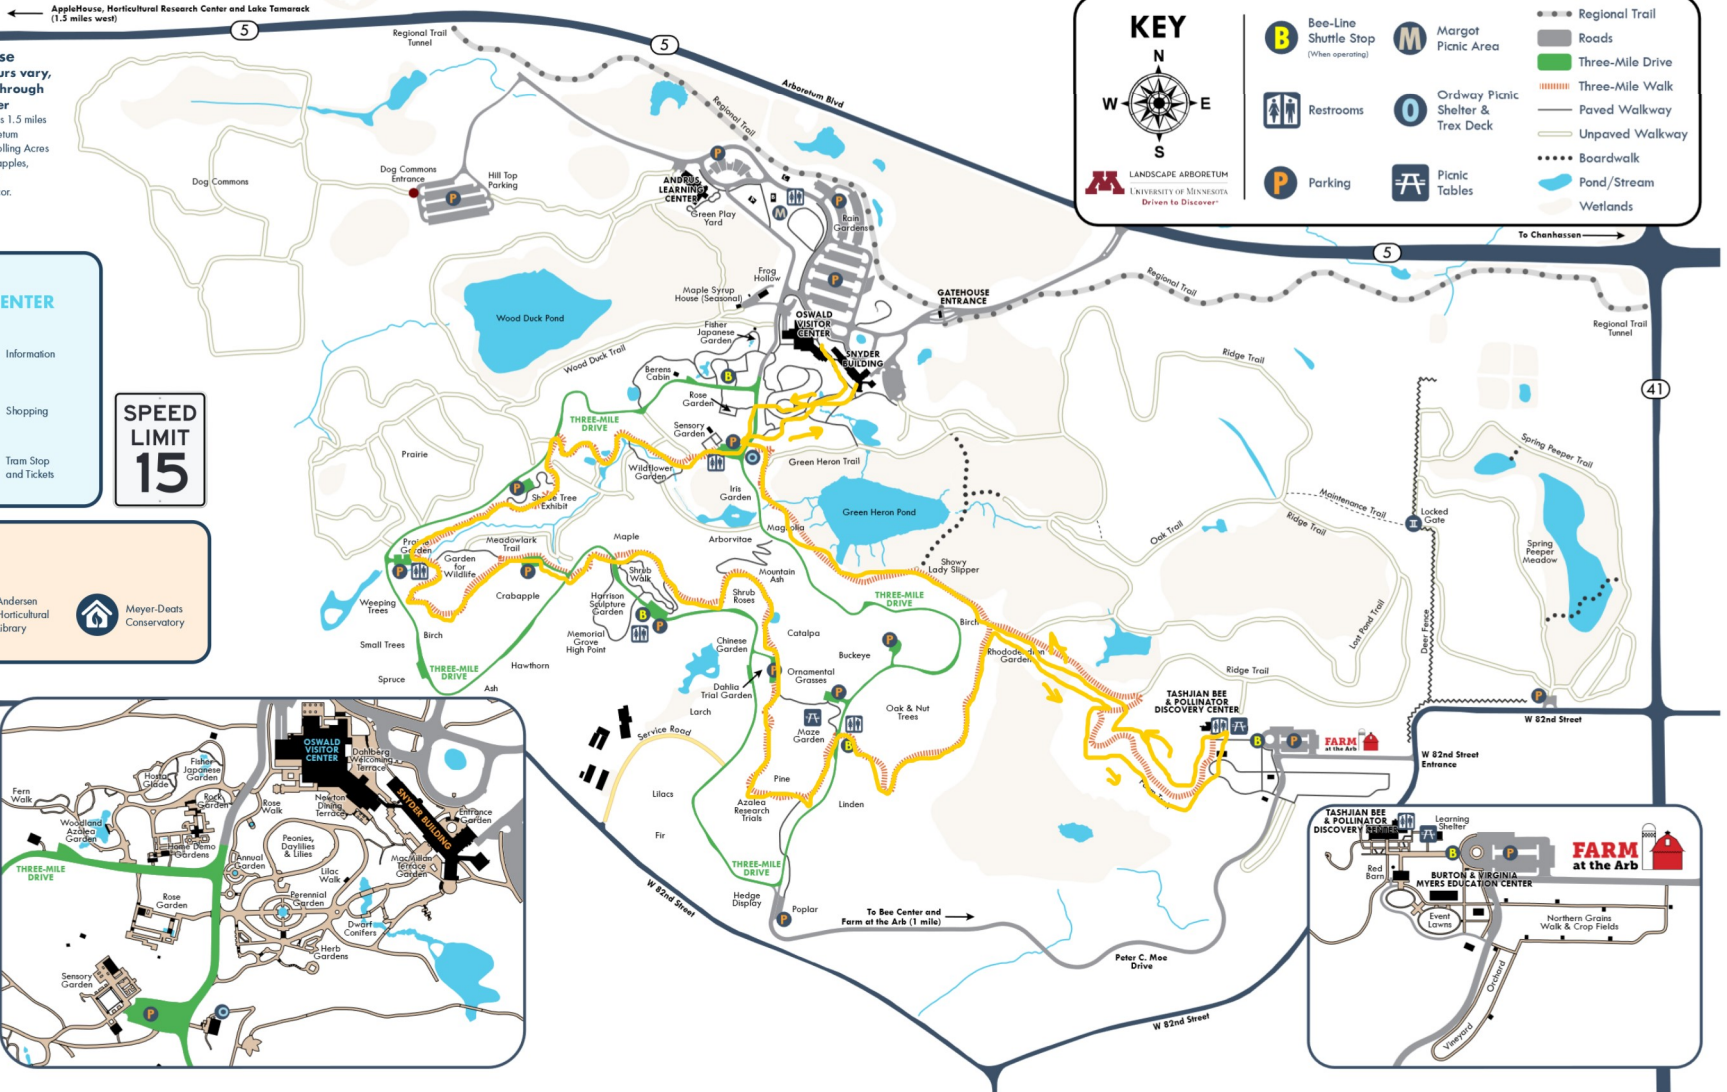 AppleHouse, Horticultural Research Center and Lake Tamarack
(1.5 miles west)
5
Regional Trail
Tunnel
5
Arboretum Blvd
Regional Trail
se
urs vary,
hrough
er
s 1.5 miles
etum
olling Acres
apples,
cor.
Dog Commons
Dog Commons
Entrance
P
Hill Top
Parking
P
ANDRUS
LEARNING
CENTER
Green Play
Yard
M
P
Rain
Gardens
P
KEY
N
W
E
S
M
LANDSCAPE ARBORETUM
UNIVERSITY OF MINNESOTA
Driven to Discover
B
Bee-Line
Shuttle Stop
(When operating)
Restrooms
P
Parking
M
Margot
Picnic Area
O
Ordway Picnic
Shelter &
Trex Deck
Picnic
Tables
Regional Trail
Roads
Three-Mile Drive
Three-Mile Walk
Paved Walkway
Unpaved Walkway
Boardwalk
Pond/Stream
Wetlands
To Chanhassen
5
41
Regional Trail
Regional Trail
Tunnel
Frog
Hollow
Maple Syrup
House (Seasonal)
GATEHOUSE
ENTRANCE
OSWALD
VISITOR
CENTER
SNYDER
BUILDING
Wood Duck Pond
Fisher
Japanese
Garden
Wood Duck Trail
Berens
Cabin
B
Rose
Garden
ENTER
Information
Shopping
Tram Stop
and Tickets
SPEED
LIMIT
15
THREE-MILE
DRIVE
Sensory
Garden
P
O
Green Heron Trail
Ridge Trail
Prairie
Wildflower
Garden
Iris
Garden
P
Shade Tree
Exhibit
Green Heron Pond
Magnolia
Arborvitae
Oak Trail
Maintenance Trail
Ridge Trail
Locked
Gate
Spring Peeper Trail
Spring
Peeper
Meadow
Deer Fence
Lost Pond Trail
Prairie
Garden
P
Garden
for
Wildlife
Meadowlark
Trail
P
Maple
Shrub
Walk
Mountain
Ash
Showy
Lady Slipper
THREE-MILE
DRIVE
Crabapple
Harrison
Sculpture
Garden
B
P
Shrub
Roses
Weeping
Trees
Birch
Small Trees
Spruce
THREE-MILE
DRIVE
Hawthorn
Ash
Memorial
Grove
High Point
Chinese
Garden
Catalpa
Buckeye
P
Birch
Rhododendron
Garden
P
Ornamental
Grasses
Dahlia
Trial Garden
P
Larch
Maze
Garden
B
Oak & Nut
Trees
Ridge Trail
TASHJIAN BEE
& POLLINATOR
DISCOVERY CENTER
B
P
FARM
at the Arb
P
W 82nd Street
W 82nd Street
Entrance
Service Road
Pine
Lilacs
Azalea
Research
Trials
Linden
Fir
THREE-MILE
DRIVE
Hedge
Display
P
Poplar
To Bee Center and
Farm at the Arb (1 mile)
Peter C. Moe
Drive
W 82nd Street
W 82nd Street
Andersen
Horticultural
Library
Meyer-Deats
Conservatory
OSWALD
VISITOR
CENTER
Dahlberg
Welcoming
Terrace
Fisher
Japanese
Garden
Hosta
Glade
Fern
Walk
Rock
Garden
Rose
Walk
Newton
Dining
Terrace
SNYDER BUILDING
Entrance
Garden
Woodland
Azalea
Garden
Home Demo
Gardens
Peonies,
Daylilies
& Lilies
Annual
Garden
MacMillan
Terrace
Garden
Lilac
Walk
THREE-MILE
DRIVE
Rose
Garden
Perennial
Garden
Dwarf
Conifers
Herb
Gardens
Sensory
Garden
P
O
TASHJIAN BEE
& POLLINATOR
DISCOVERY CENTER
Learning
Shelter
B
P
FARM
at the Arb
Red
Barn
BURTON & VIRGINIA
MYERS EDUCATION CENTER
Event
Lawns
Northern Grains
Walk & Crop Fields
Orchard
Vineyard